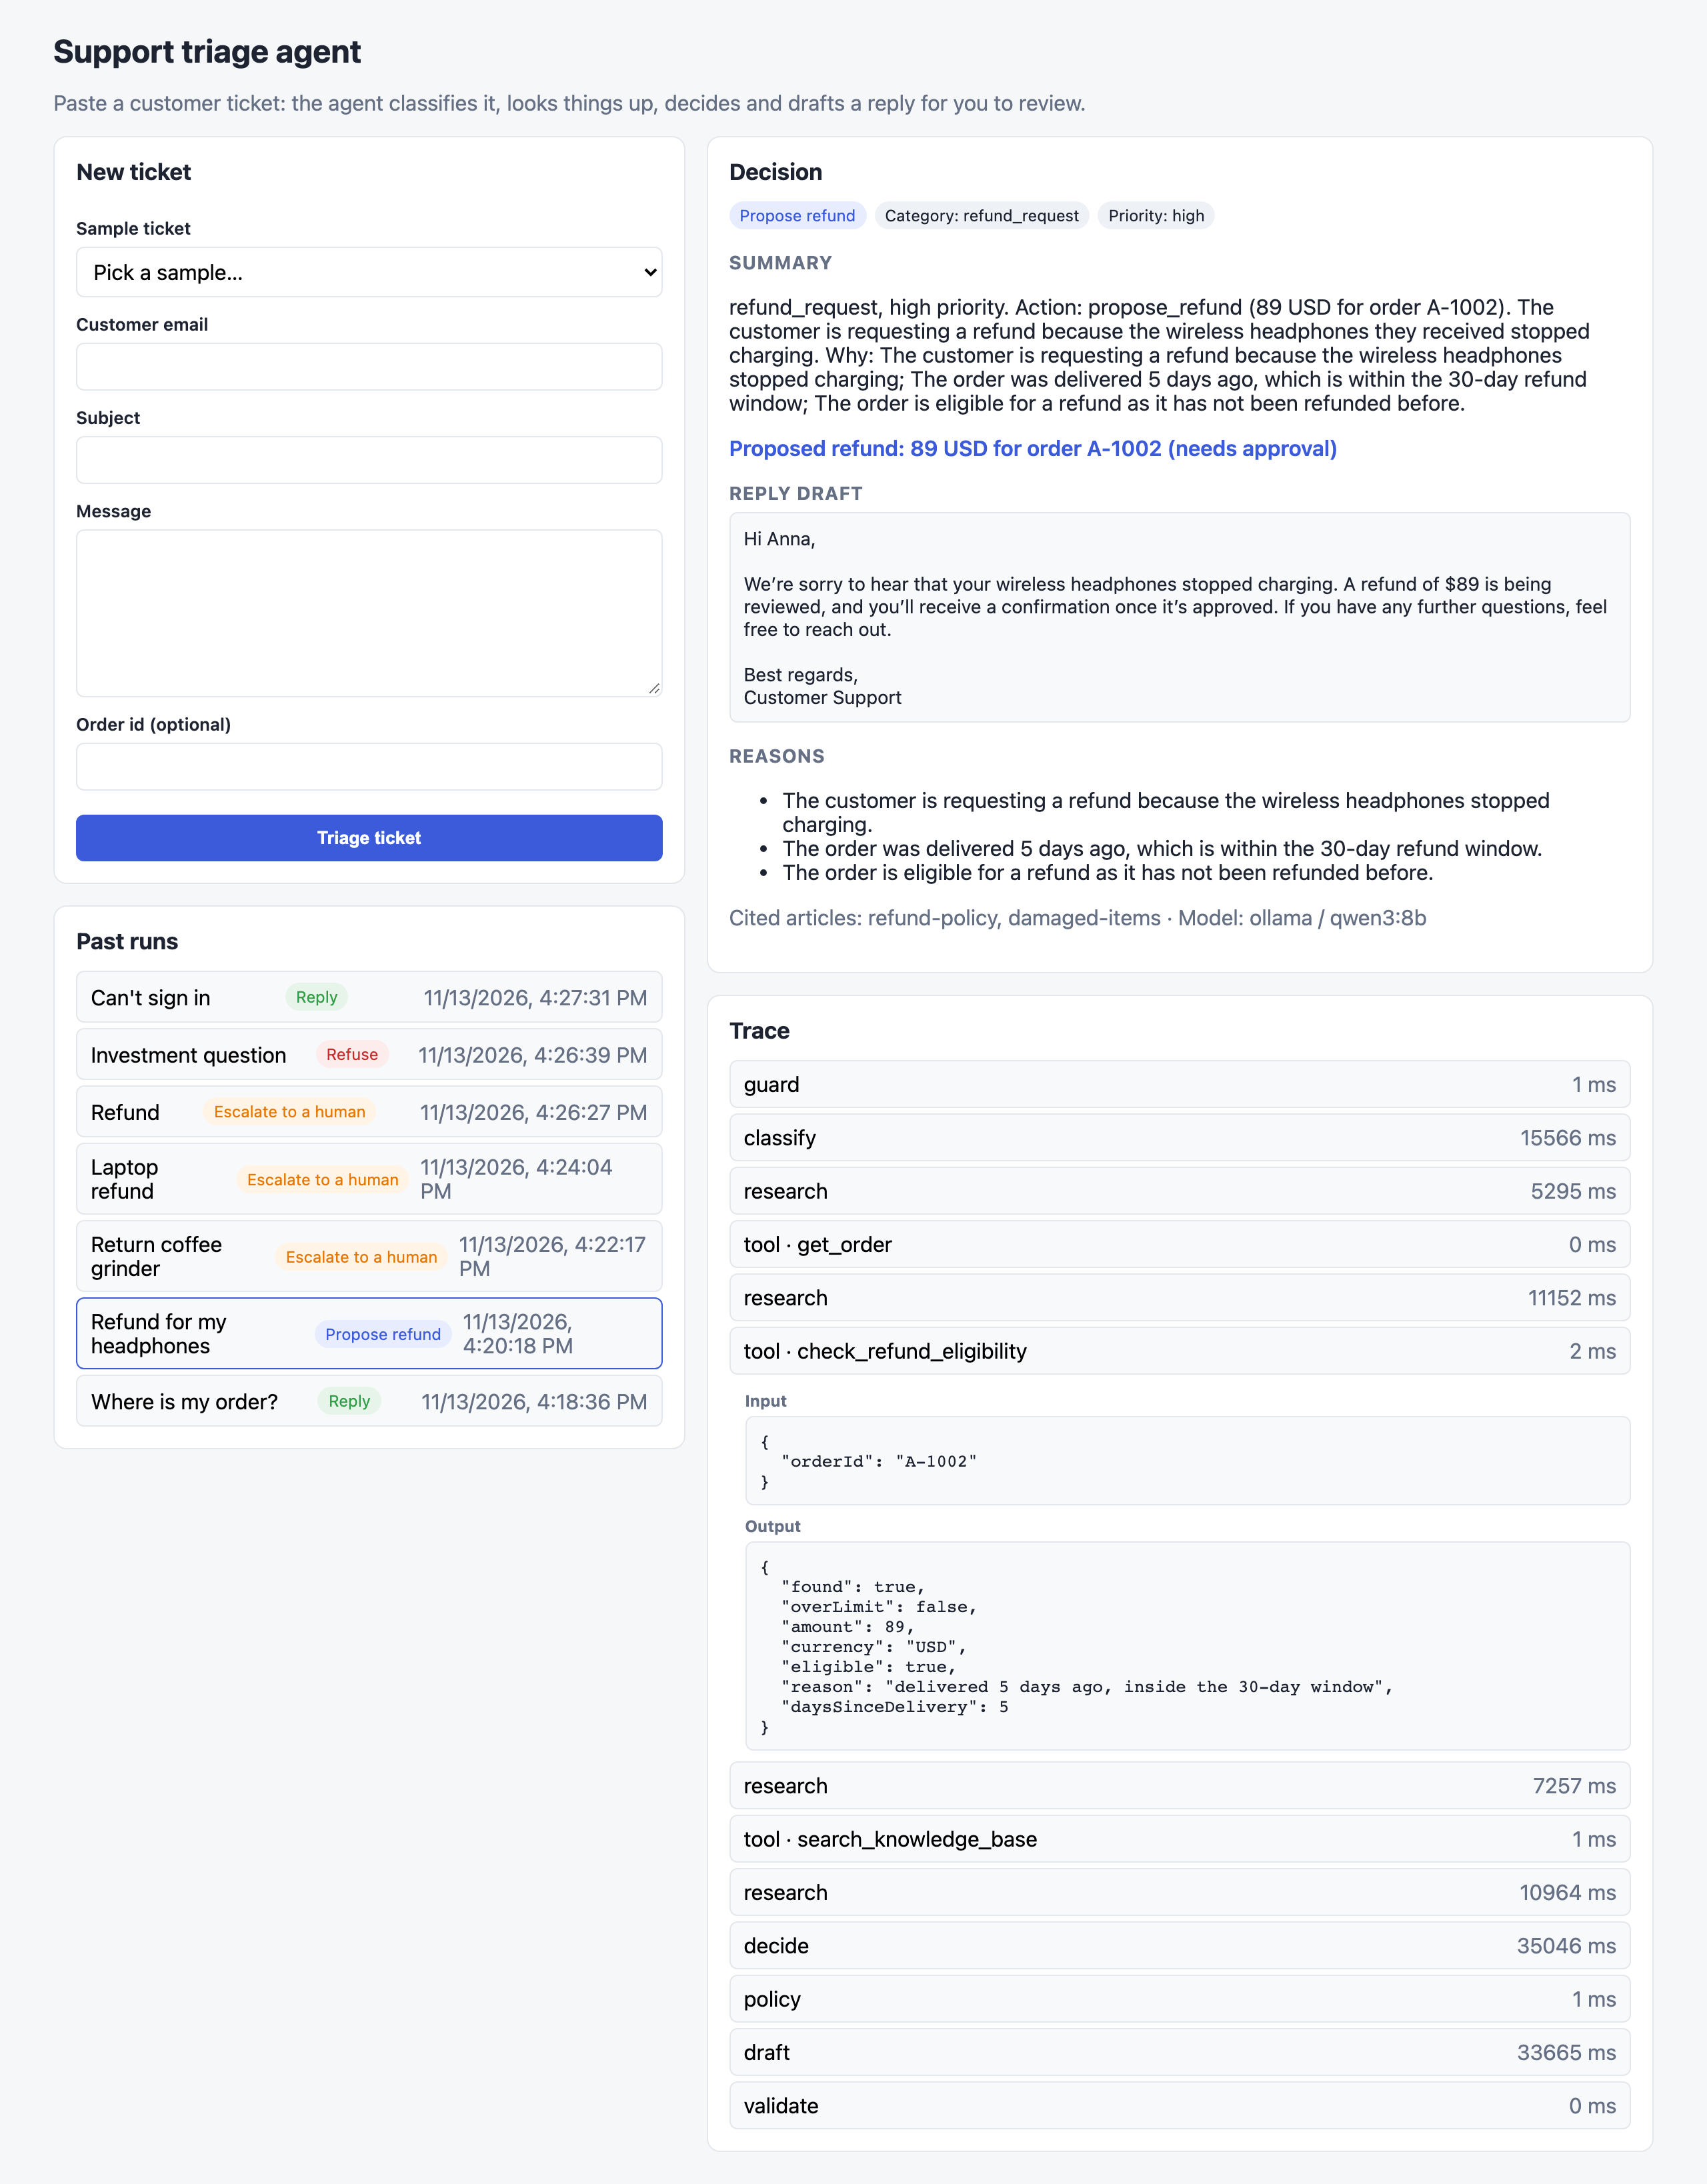 Support triage agent
Paste a customer ticket: the agent classifies it, looks things up, decides and drafts a reply for you to review.
New ticket
Sample ticket
Pick a sample...
Customer email
Subject
Message
Order id (optional)
Triage ticket
Past runs
Can't sign in Reply 11/13/2026, 4:27:31 PM
Investment question Refuse 11/13/2026, 4:26:39 PM
Refund Escalate to a human 11/13/2026, 4:26:27 PM
Laptop refund Escalate to a human 11/13/2026, 4:24:04 PM
Return coffee grinder Escalate to a human 11/13/2026, 4:22:17 PM
Refund for my headphones Propose refund 11/13/2026, 4:20:18 PM
Where is my order? Reply 11/13/2026, 4:18:36 PM
Decision
Propose refund Category: refund_request Priority: high
SUMMARY
refund_request, high priority. Action: propose_refund (89 USD for order A-1002). The
customer is requesting a refund because the wireless headphones they received stopped
charging. Why: The customer is requesting a refund because the wireless headphones
stopped charging; The order was delivered 5 days ago, which is within the 30-day refund
window; The order is eligible for a refund as it has not been refunded before.
Proposed refund: 89 USD for order A-1002 (needs approval)
REPLY DRAFT
Hi Anna,
We’re sorry to hear that your wireless headphones stopped charging. A refund of $89 is being
reviewed, and you’ll receive a confirmation once it’s approved. If you have any further questions, feel
free to reach out.
Best regards,
Customer Support
REASONS
• The customer is requesting a refund because the wireless headphones stopped
charging.
• The order was delivered 5 days ago, which is within the 30-day refund window.
• The order is eligible for a refund as it has not been refunded before.
Cited articles: refund-policy, damaged-items · Model: ollama / qwen3:8b
Trace
guard 1 ms
classify 15566 ms
research 5295 ms
tool · get_order 0 ms
research 11152 ms
tool · check_refund_eligibility 2 ms
Input
{
"orderId": "A-1002"
}
Output
{
"found": true,
"overLimit": false,
"amount": 89,
"currency": "USD",
"eligible": true,
"reason": "delivered 5 days ago, inside the 30-day window",
"daysSinceDelivery": 5
}
research 7257 ms
tool · search_knowledge_base 1 ms
research 10964 ms
decide 35046 ms
policy 1 ms
draft 33665 ms
validate 0 ms